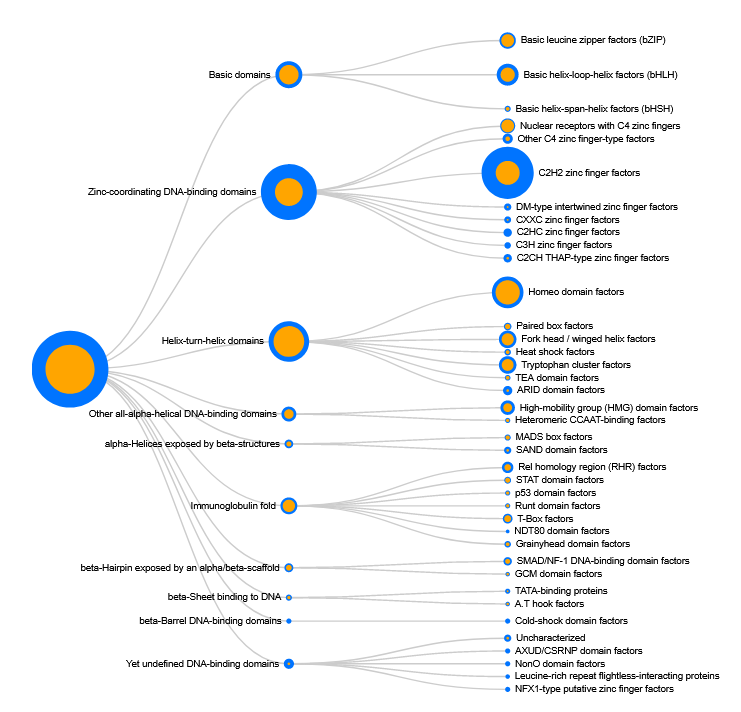 Basic leucine zipper factors (bZIP)
Basic domains
Basic helix-loop-helix factors (bHLH)
Basic helix-span-helix factors (bHSH)
Nuclear receptors with C4 zinc fingers
Other C4 zinc finger-type factors
C2H2 zinc finger factors
Zinc-coordinating DNA-binding domains
DM-type intertwined zinc finger factors
CXXC zinc finger factors
C2HC zinc finger factors
C3H zinc finger factors
C2CH THAP-type zinc finger factors
Homeo domain factors
Paired box factors
Helix-turn-helix domains
Fork head / winged helix factors
Heat shock factors
Tryptophan cluster factors
TEA domain factors
ARID domain factors
High-mobility group (HMG) domain factors
Other all-alpha-helical DNA-binding domains
Heteromeric CCAAT-binding factors
MADS box factors
alpha-Helices exposed by beta-structures
SAND domain factors
Rel homology region (RHR) factors
STAT domain factors
p53 domain factors
Immunoglobulin fold
Runt domain factors
T-Box factors
NDT80 domain factors
Grainyhead domain factors
SMAD/NF-1 DNA-binding domain factors
beta-Hairpin exposed by an alpha/beta-scaffold
GCM domain factors
TATA-binding proteins
beta-Sheet binding to DNA
A.T hook factors
beta-Barrel DNA-binding domains
Cold-shock domain factors
Uncharacterized
AXUD/CSRNP domain factors
Yet undefined DNA-binding domains
NonO domain factors
Leucine-rich repeat flightless-interacting proteins
NFX1-type putative zinc finger factors